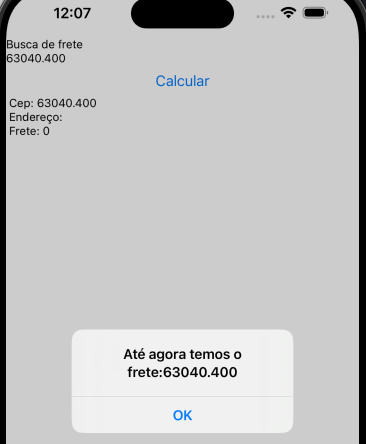 12:07
Busca de frete
63040.400
Calcular
Cep: 63040.400
Endereço:
Frete: 0
Até agora temos o
frete:63040.400
OK